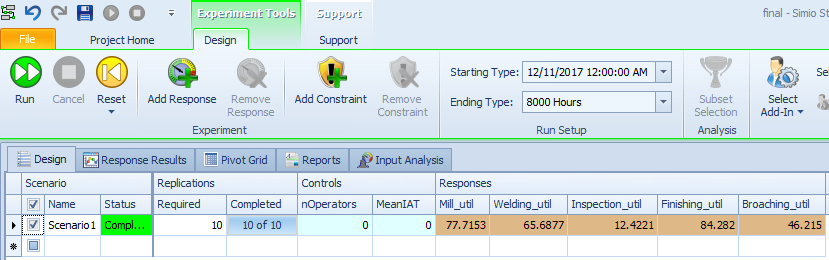 Experiment Tools Support final - Simio St
File Project Home Design Support
Run Cancel Reset Add Response Remove Response Add Constraint Remove Constraint
Starting Type: 12/11/2017 12:00:00 AM
Ending Type: 8000 Hours
Subset Selection Select Add-In
Experiment Run Setup Analysis
Design Response Results Pivot Grid Reports Input Analysis
Scenario Replications Controls Responses
Name Status Required Completed nOperators MeanIAT Mill_util Welding_util Inspection_util Finishing_util Broaching_util
Scenario1 Compl... 10 10 of 10 0 0 77.7153 65.6877 12.4221 84.282 46.215